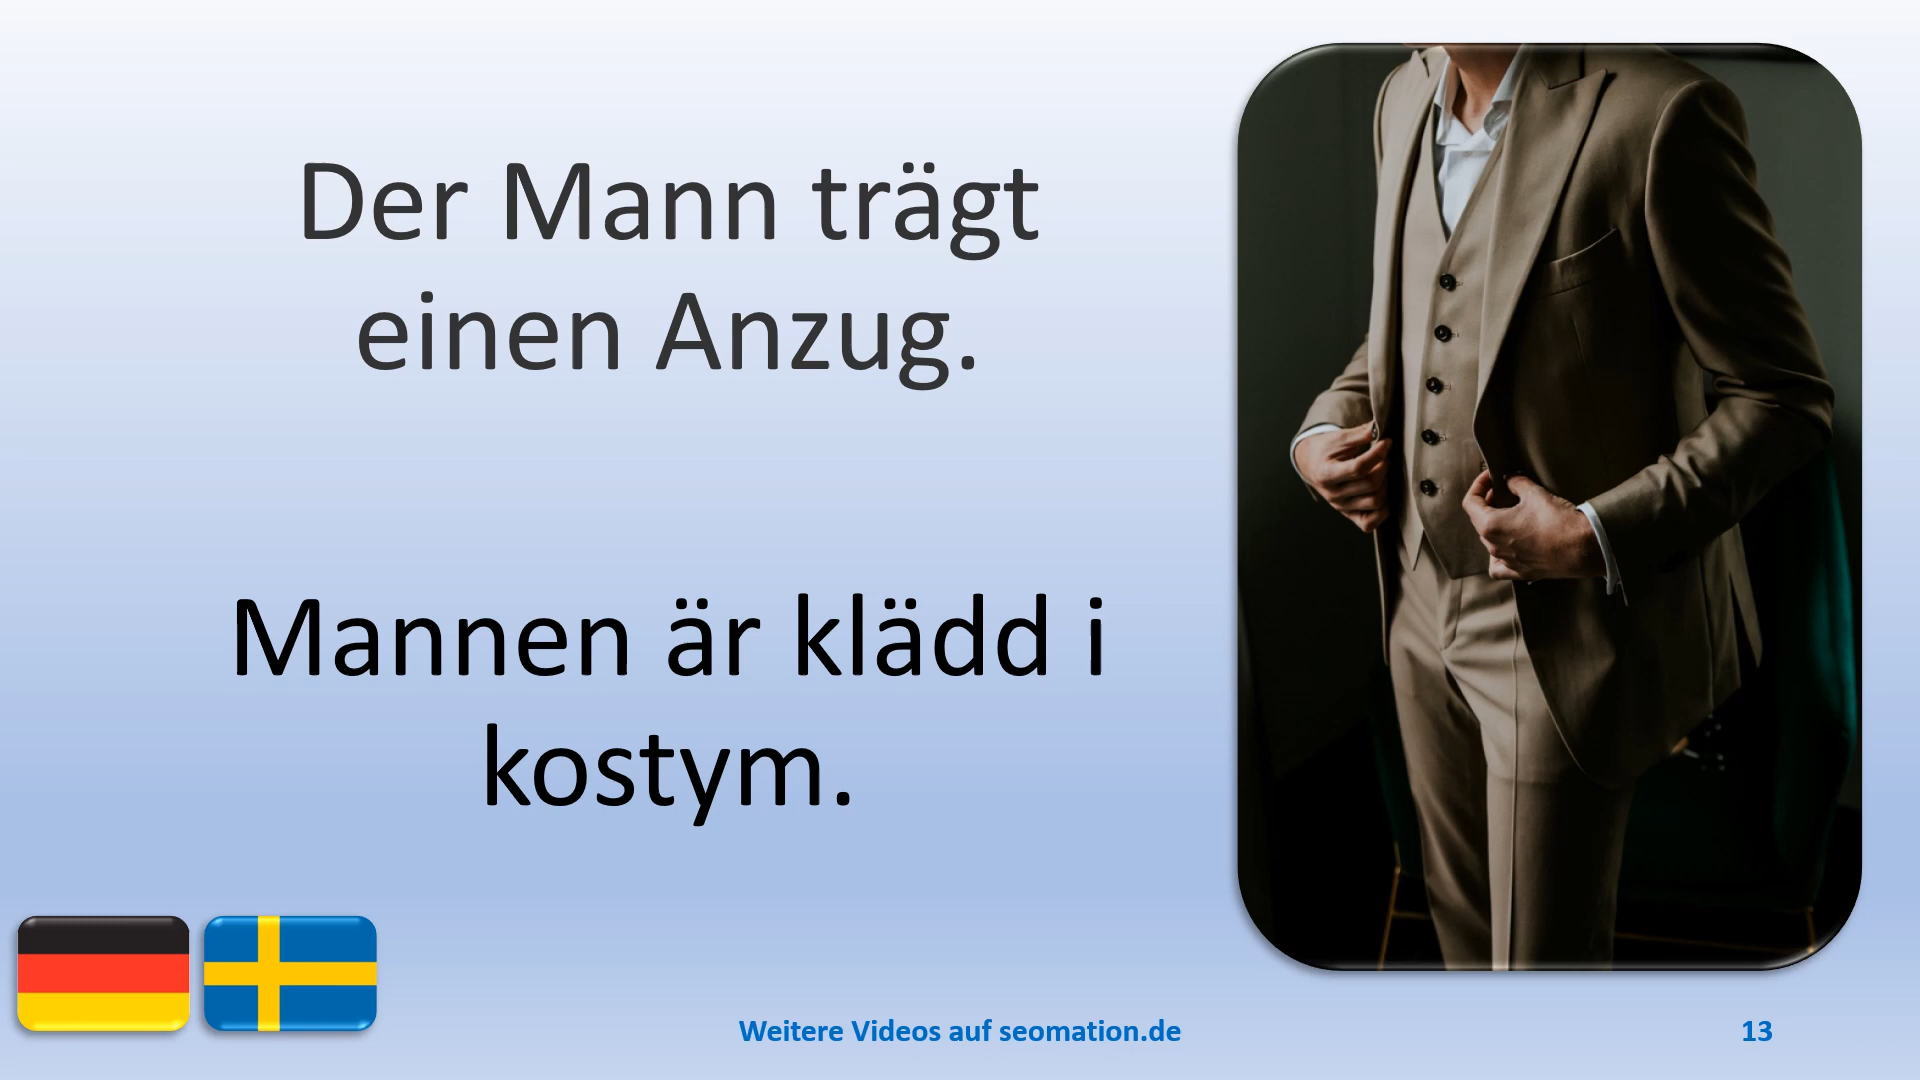 Der Mann trägt
einen Anzug.
Mannen är klädd i
kostym.
Weitere Videos auf seomation.de
13